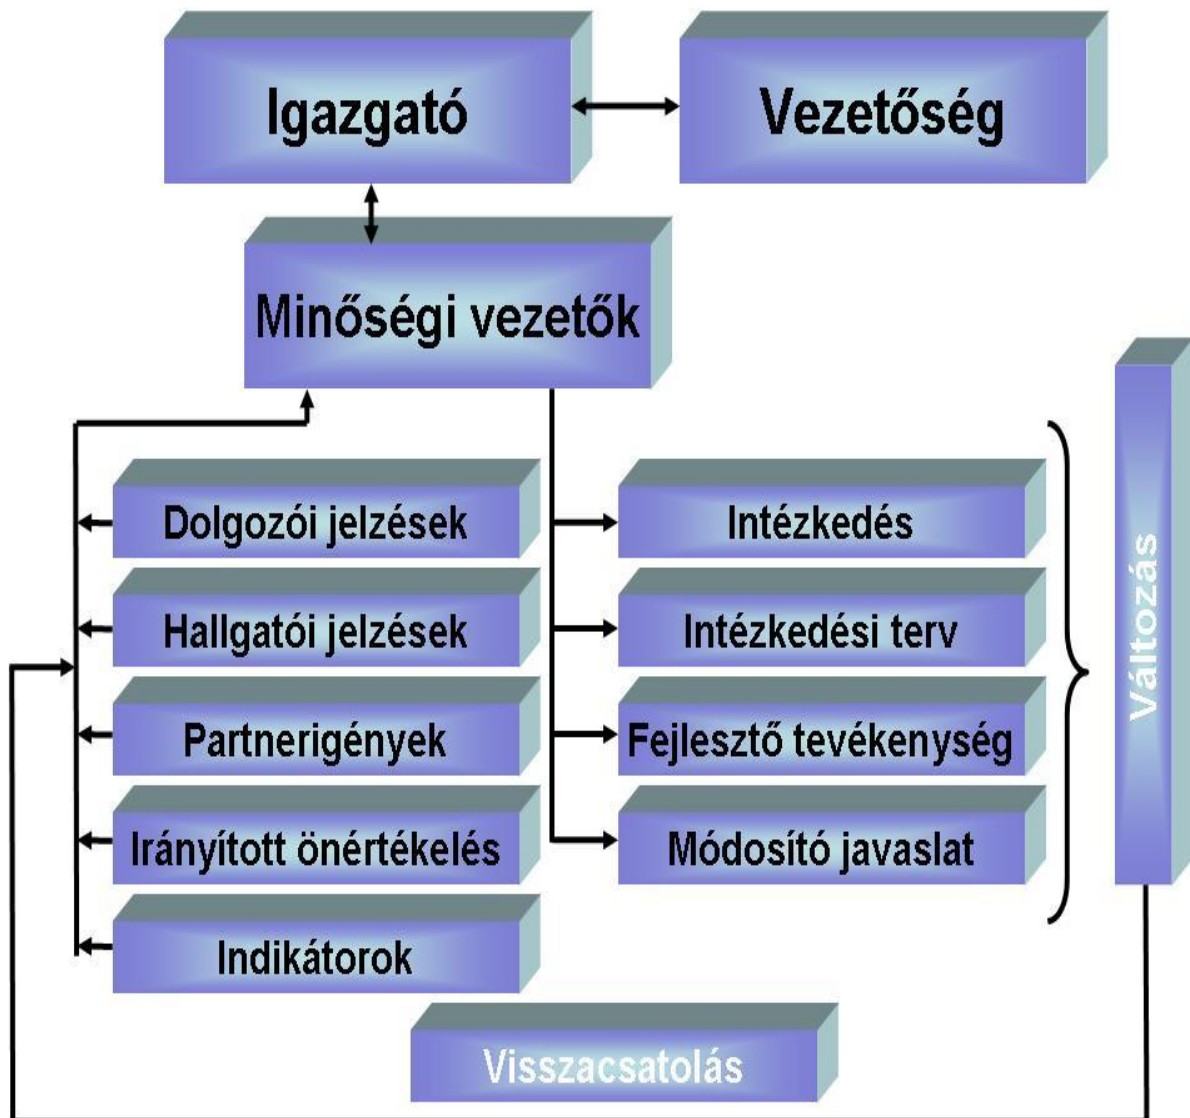 Igazgató
Vezetőség
Minőségi vezetők
Dolgozói jelzések
Intézkedés
Hallgatói jelzések
Intézkedési terv
Partnerigények
Fejlesztő tevékenység
Irányított önértékelés
Módosító javaslat
Indikátorok
Változás
Visszacsatolás